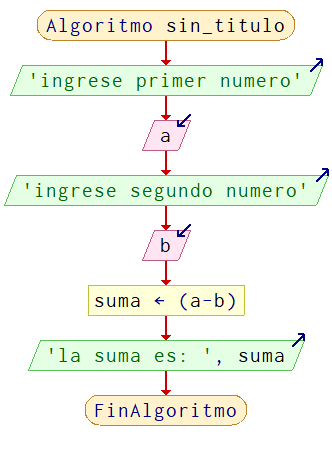 Algoritmo sin_titulo
'ingrese primer numero'
a
'ingrese segundo numero'
b
suma ← (a-b)
'la suma es: ', suma
FinAlgoritmo